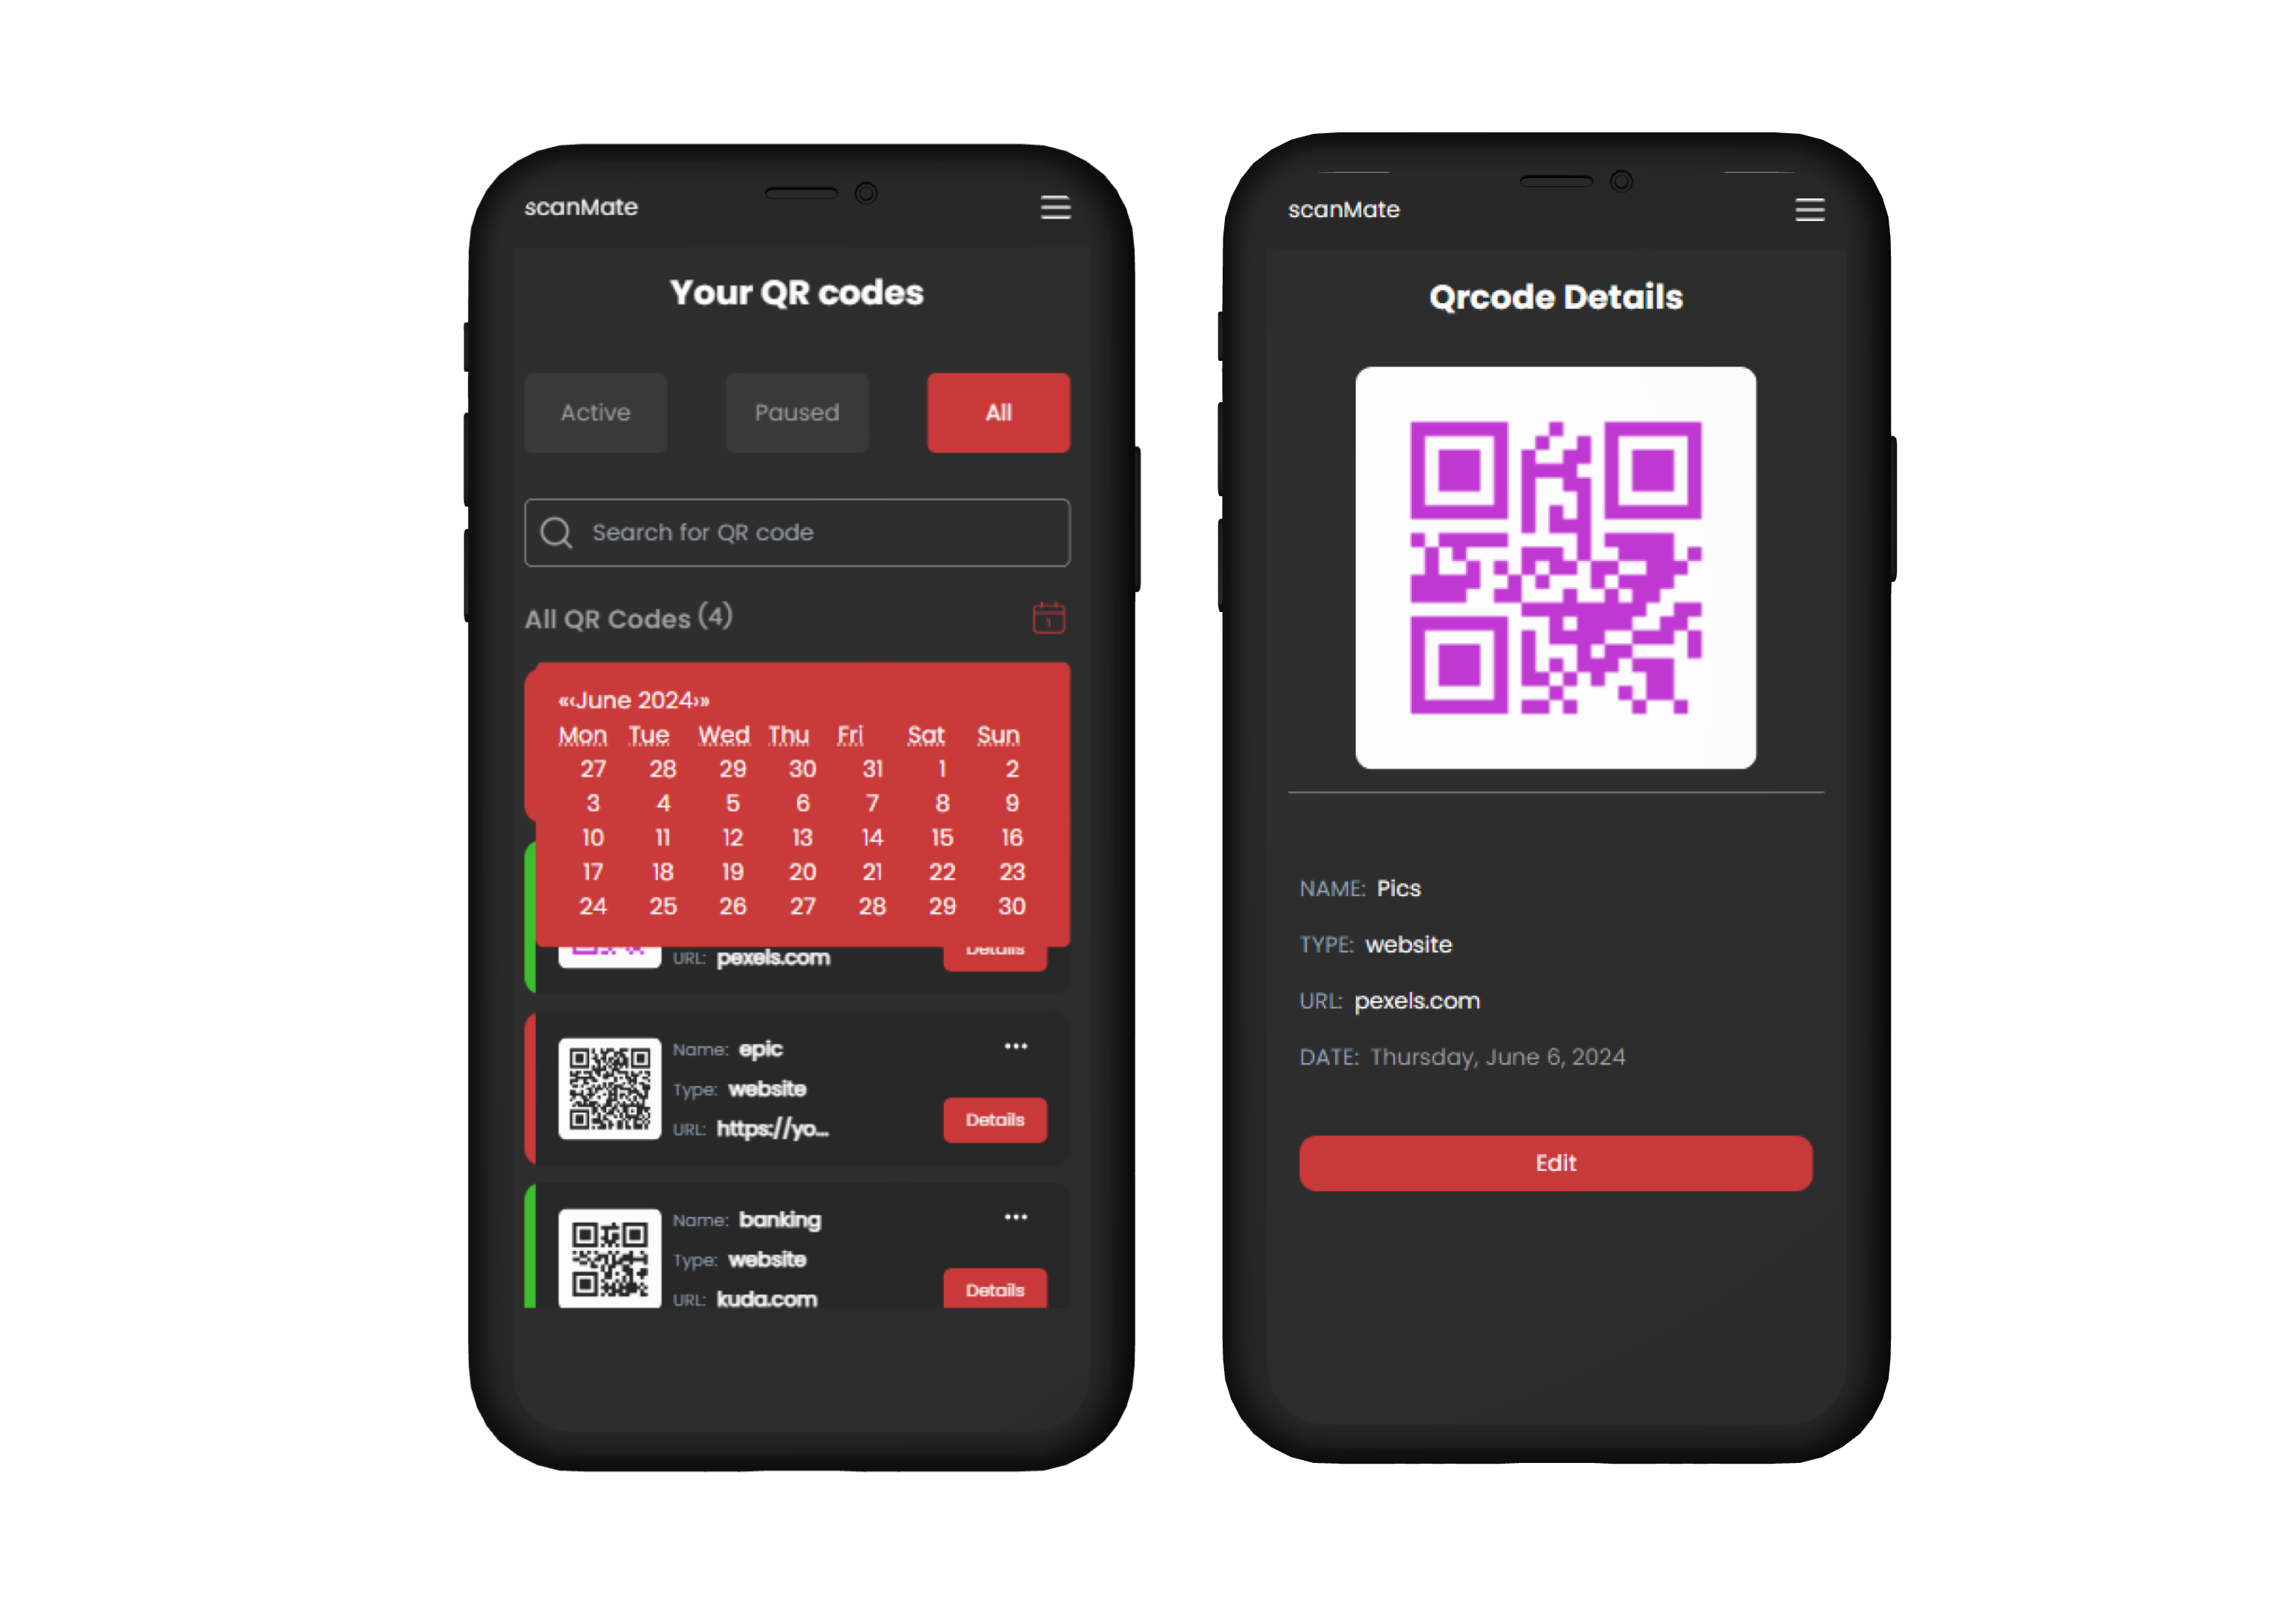 scanMate
Your QR codes
Active
Paused
All
Search for QR code
All QR Codes (4)
1
«‹June 2024›»
Mon Tue Wed Thu Fri Sat Sun
27 28 29 30 31 1 2
3 4 5 6 7 8 9
10 11 12 13 14 15 16
17 18 19 20 21 22 23
24 25 26 27 28 29 30
URL: pexels.com
Details
Name: epic
Type: website
URL: https://yo...
Details
Name: banking
Type: website
URL: kuda.com
Details
scanMate
Qrcode Details
NAME: Pics
TYPE: website
URL: pexels.com
DATE: Thursday, June 6, 2024
Edit